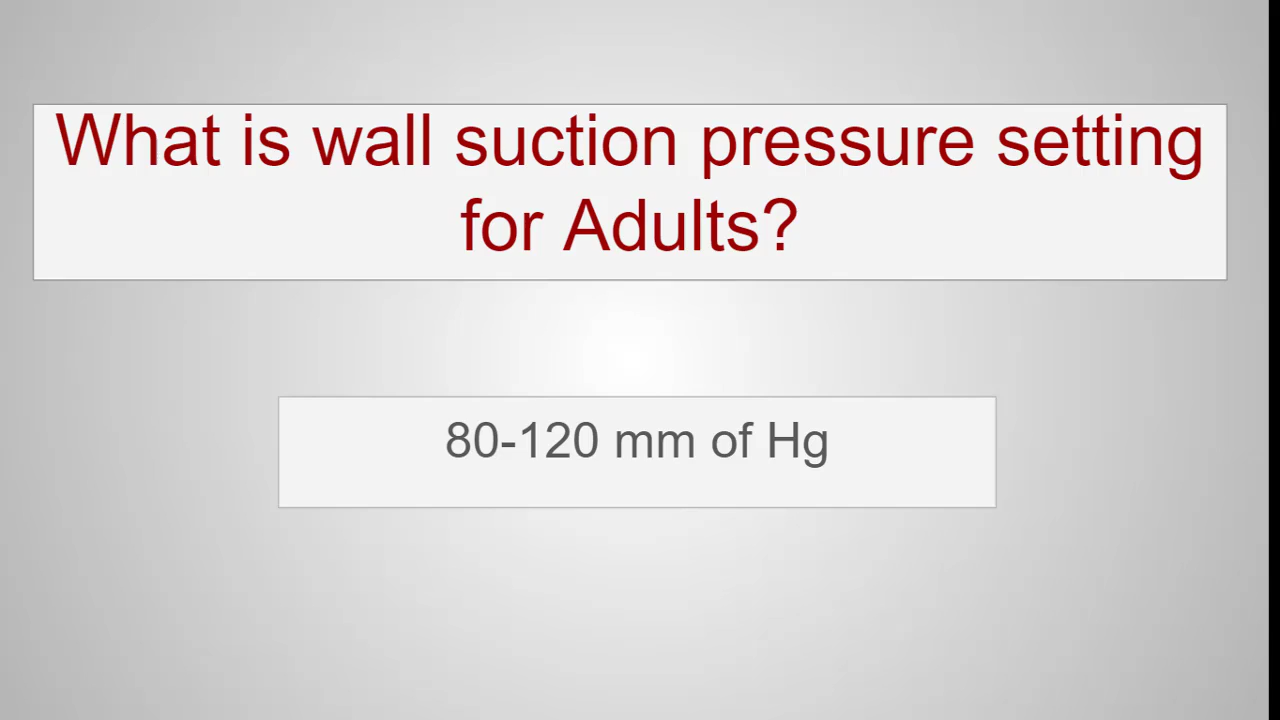 What is wall suction pressure setting
for Adults?
80-120 mm of Hg